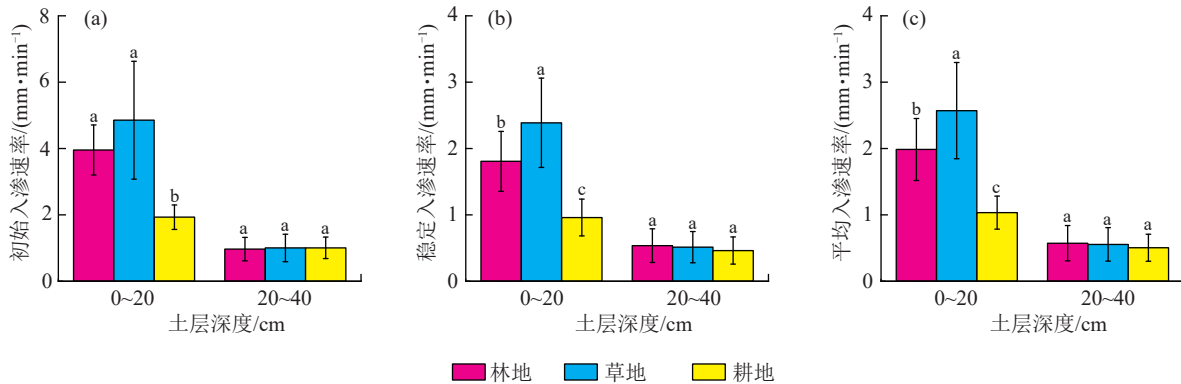 (a)
初始入渗速率/(mm·min⁻¹)
8
6
4
2
0
a
a
b
a
a
a
0~20
20~40
土层深度/cm
(b)
稳定入渗速率/(mm·min⁻¹)
4
3
2
1
0
b
a
c
a
a
a
0~20
20~40
土层深度/cm
(c)
平均入渗速率/(mm·min⁻¹)
4
3
2
1
0
b
a
c
a
a
a
0~20
20~40
土层深度/cm
林地 草地 耕地